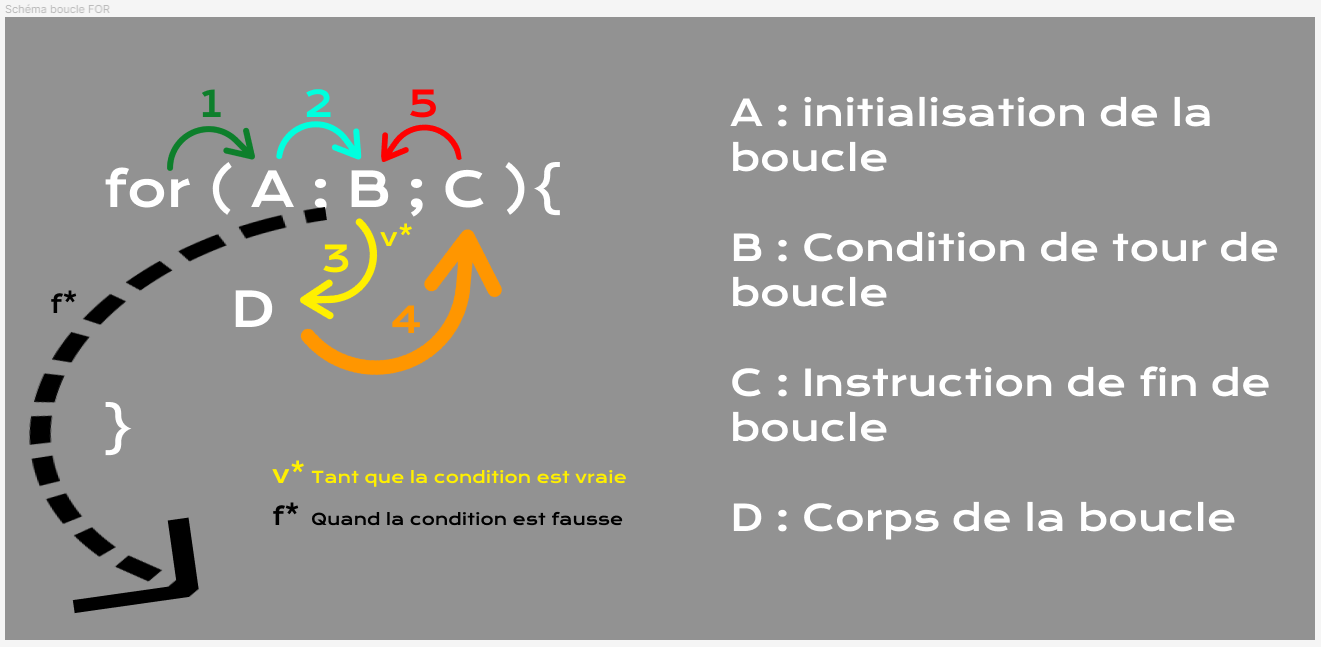 Schéma boucle FOR
1 2 5
for ( A ; B ; C ){
v*
3
f*
D
4
}
v* Tant que la condition est vraie
f* Quand la condition est fausse
A : initialisation de la
boucle
B : Condition de tour de
boucle
C : Instruction de fin de
boucle
D : Corps de la boucle